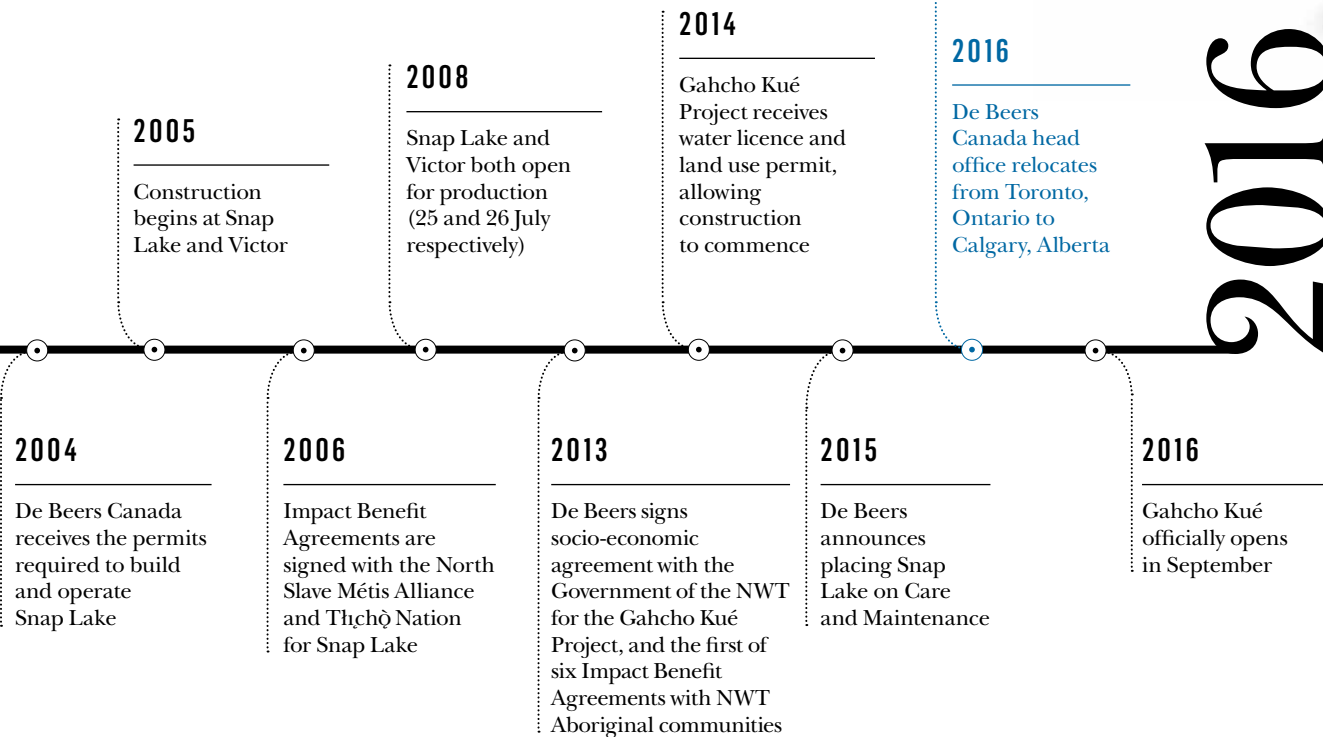 2004
De Beers Canada
receives the permits
required to build
and operate
Snap Lake
2005
Construction
begins at Snap
Lake and Victor
2006
Impact Benefit
Agreements are
signed with the North
Slave Métis Alliance
and Tłı̨chǫ̀ Nation
for Snap Lake
2008
Snap Lake and
Victor both open
for production
(25 and 26 July
respectively)
2013
De Beers signs
socio-economic
agreement with the
Government of the NWT
for the Gahcho Kué
Project, and the first of
six Impact Benefit
Agreements with NWT
Aboriginal communities
2014
Gahcho Kué
Project receives
water licence and
land use permit,
allowing
construction
to commence
2015
De Beers
announces
placing Snap
Lake on Care
and Maintenance
2016
De Beers
Canada head
office relocates
from Toronto,
Ontario to
Calgary, Alberta
2016
Gahcho Kué
officially opens
in September
2016